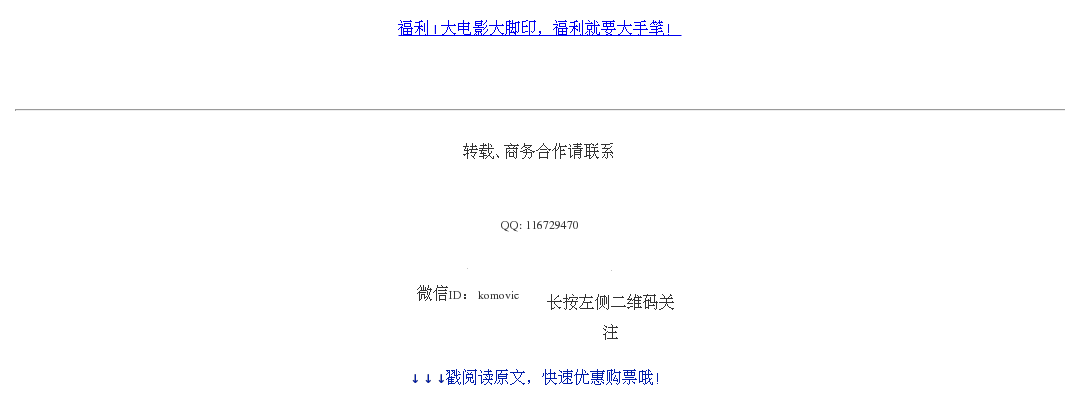 福利！大电影大脚印，福利就要大手笔！
转载、商务合作请联系
QQ: 116729470
微信ID： komovie
长按左侧二维码关
注
↓↓↓戳阅读原文，快速优惠购票哦！